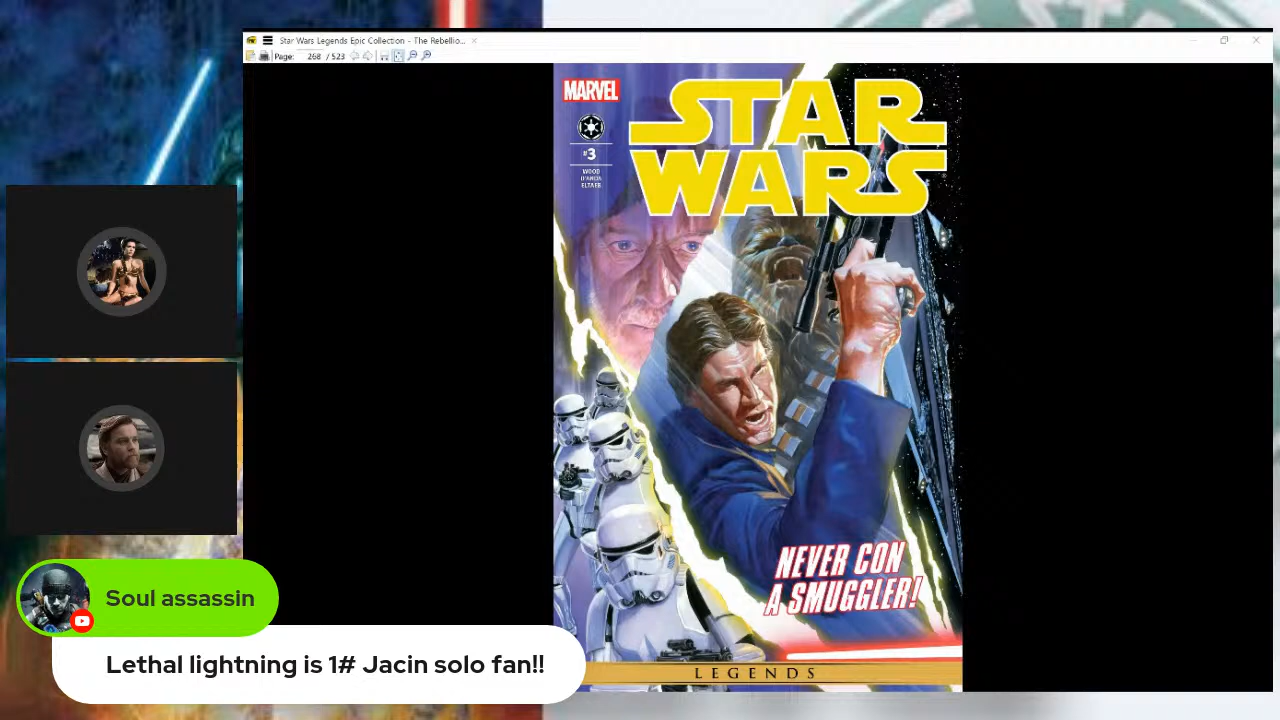 Star Wars Legends Epic Collection - The Rebellio...
Page: 268 / 523
MARVEL
STAR
WARS
#3
WOOD
D'ANDA
ELTAEB
NEVER CON
A SMUGGLER!
LEGENDS
Soul assassin
Lethal lightning is 1# Jacin solo fan!!